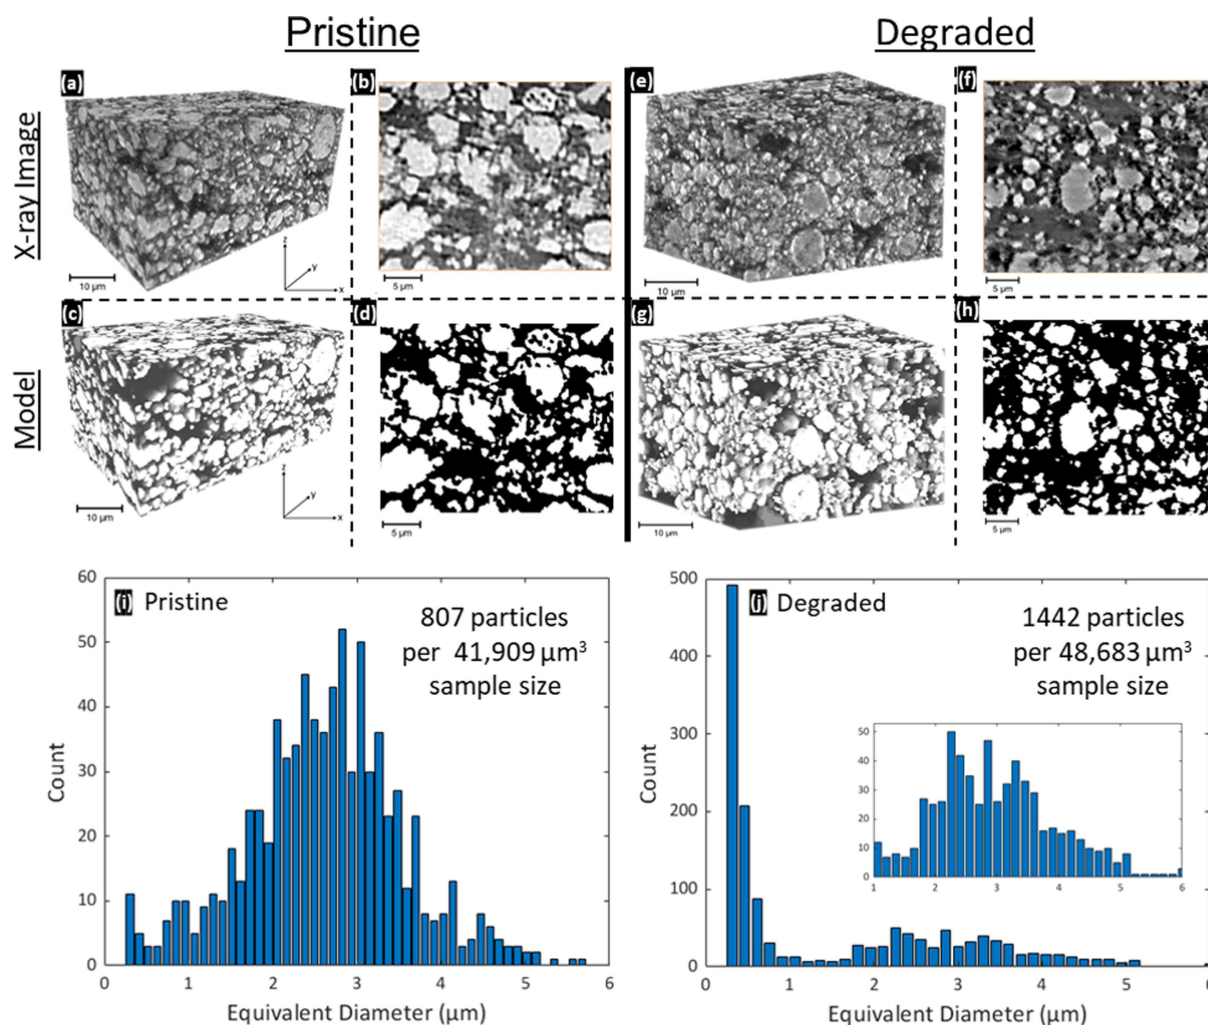 Pristine
Degraded
X-ray Image
(a)
z
y
x
10 µm
(b)
5 µm
(e)
10 µm
(f)
5 µm
Model
(c)
z
y
x
10 µm
(d)
5 µm
(g)
10 µm
(h)
5 µm
(i) Pristine
807 particles
per 41,909 µm³
sample size
Count
60
50
40
30
20
10
0
0 1 2 3 4 5 6
Equivalent Diameter (µm)
(j) Degraded
1442 particles
per 48,683 µm³
sample size
Count
500
400
300
200
100
0
50
40
30
20
10
0
1 2 3 4 5 6
0 1 2 3 4 5 6
Equivalent Diameter (µm)